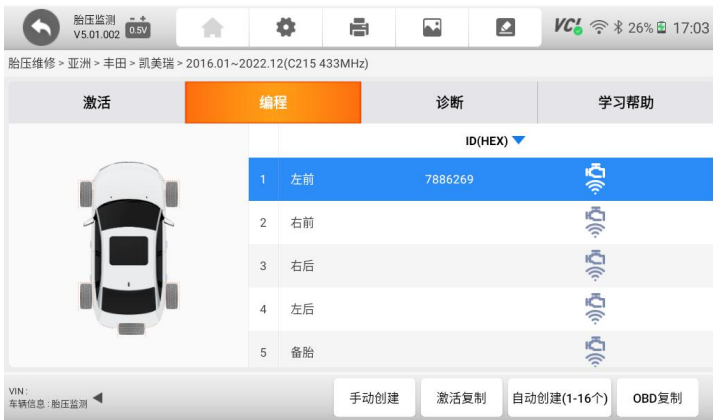 胎压监测
V5.01.002
0.5V
VCI
26%
17:03
胎压维修 > 亚洲 > 丰田 > 凯美瑞 > 2016.01~2022.12(C215 433MHz)
激活 编程 诊断 学习帮助
ID(HEX)
1 左前 7886269
2 右前
3 右后
4 左后
5 备胎
VIN :
车辆信息 : 胎压监测
手动创建 激活复制 自动创建(1-16个) OBD复制